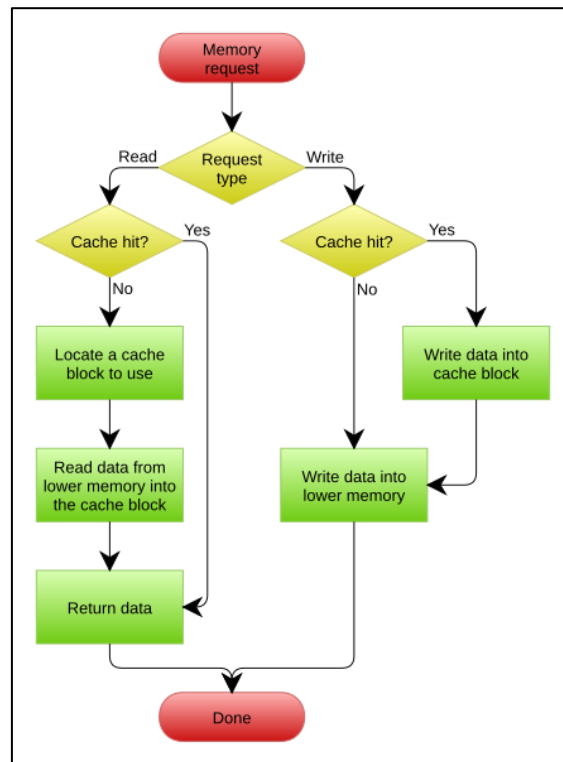 Memory
request
Read
Request
type
Write
Cache hit?
Yes
Cache hit?
Yes
No
No
Locate a cache
block to use
Write data into
cache block
Read data from
lower memory into
the cache block
Write data into
lower memory
Return data
Done